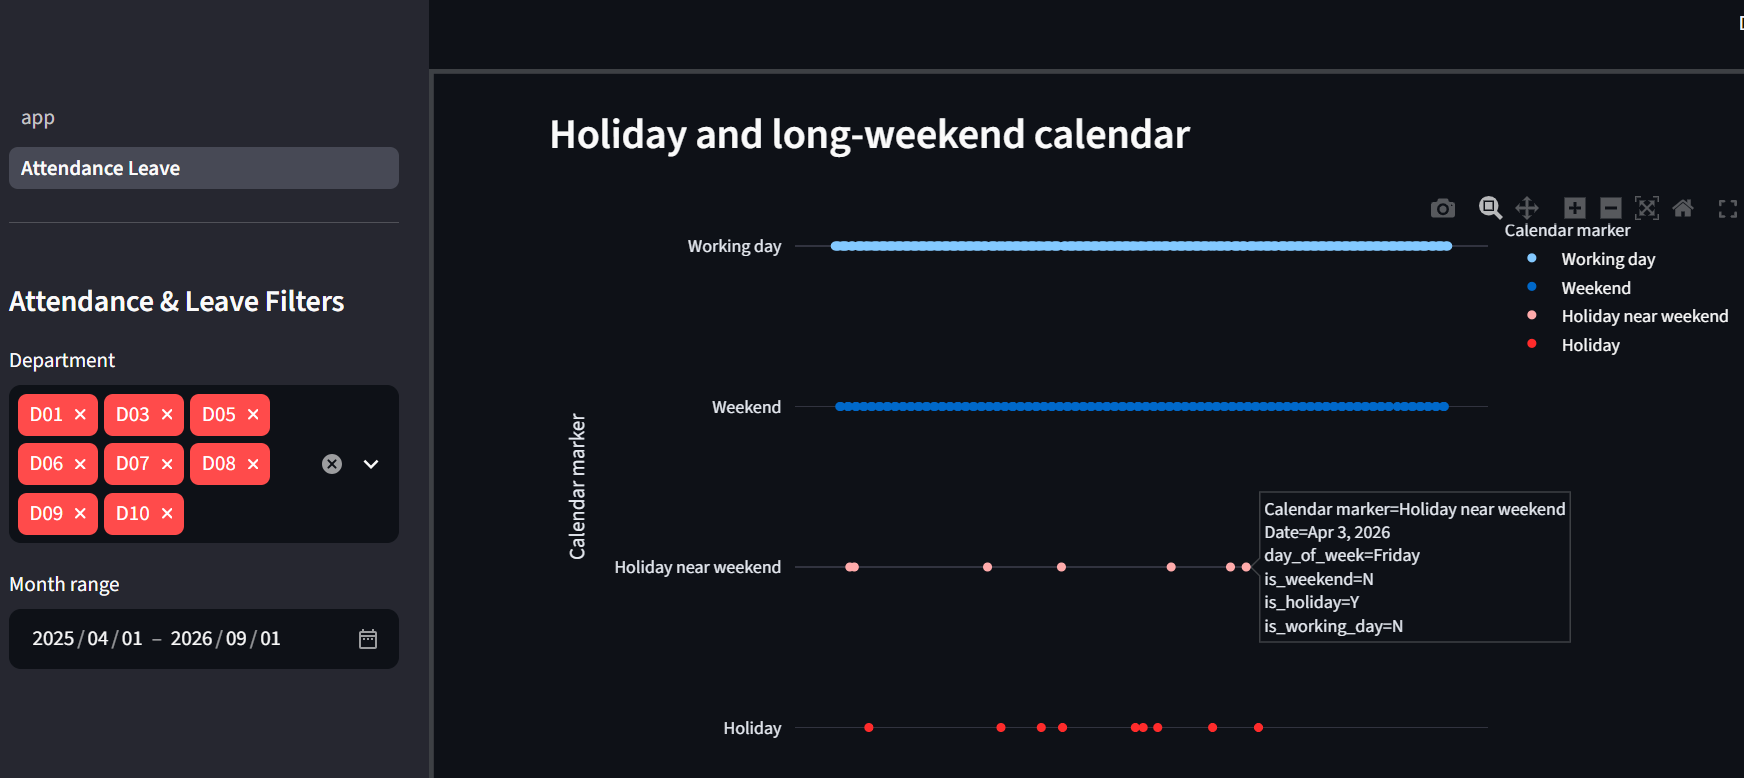 app
Attendance Leave
Attendance & Leave Filters
Department
D01 × D03 × D05 ×
D06 × D07 × D08 ×
D09 × D10 ×
Month range
2025/04/01 – 2026/09/01
Holiday and long-weekend calendar
Calendar marker
Working day
Weekend
Holiday near weekend
Holiday
Calendar marker
Working day
Weekend
Holiday near weekend
Holiday
Calendar marker=Holiday near weekend
Date=Apr 3, 2026
day_of_week=Friday
is_weekend=N
is_holiday=Y
is_working_day=N